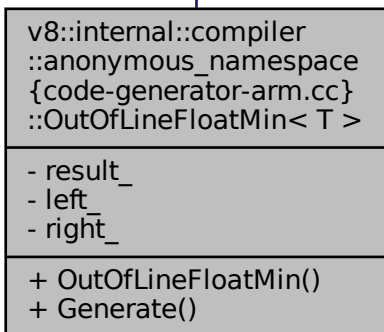 v8::internal::compiler
::anonymous_namespace
{code-generator-arm.cc}
::OutOfLineFloatMin< T >
- result_
- left_
- right_
+ OutOfLineFloatMin()
+ Generate()